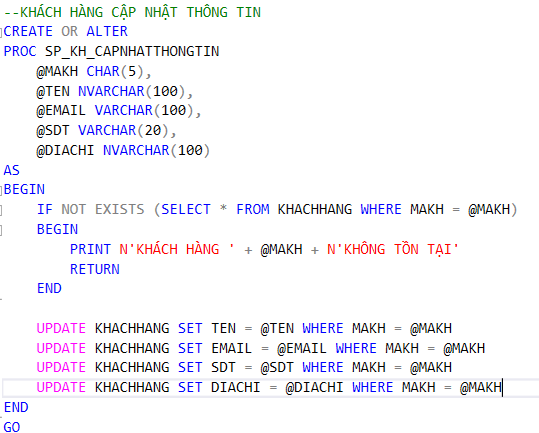 --KHÁCH HÀNG CẬP NHẬT THÔNG TIN
CREATE OR ALTER
PROC SP_KH_CAPNHATTHONGTIN
    @MAKH CHAR(5),
    @TEN NVARCHAR(100),
    @EMAIL VARCHAR(100),
    @SDT VARCHAR(20),
    @DIACHI NVARCHAR(100)
AS
BEGIN
    IF NOT EXISTS (SELECT * FROM KHACHHANG WHERE MAKH = @MAKH)
    BEGIN
        PRINT N'KHÁCH HÀNG ' + @MAKH + N'KHÔNG TỒN TẠI'
        RETURN
    END
    UPDATE KHACHHANG SET TEN = @TEN WHERE MAKH = @MAKH
    UPDATE KHACHHANG SET EMAIL = @EMAIL WHERE MAKH = @MAKH
    UPDATE KHACHHANG SET SDT = @SDT WHERE MAKH = @MAKH
    UPDATE KHACHHANG SET DIACHI = @DIACHI WHERE MAKH = @MAKH
END
GO